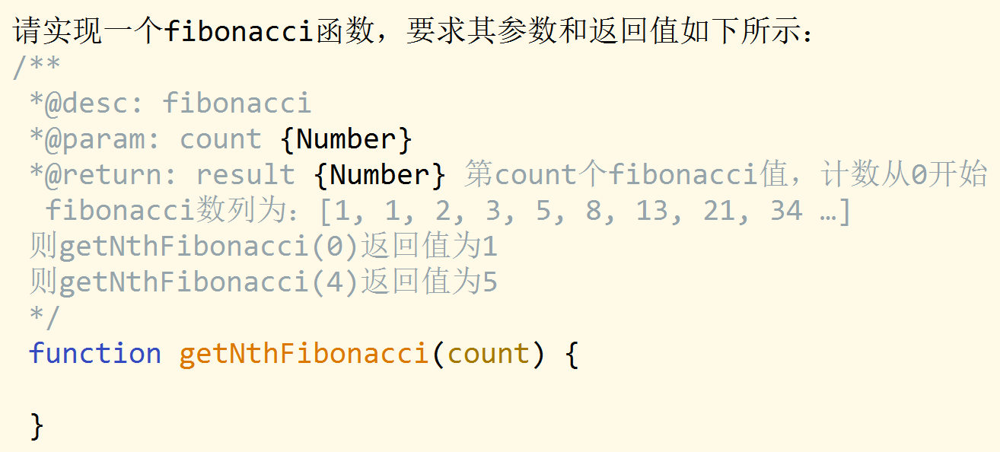 请实现一个fibonacci函数，要求其参数和返回值如下所示：
/**
*@desc: fibonacci
*@param: count {Number}
*@return: result {Number} 第count个fibonacci值，计数从0开始
fibonacci数列为：[1, 1, 2, 3, 5, 8, 13, 21, 34 …]
则getNthFibonacci(0)返回值为1
则getNthFibonacci(4)返回值为5
*/
function getNthFibonacci(count) {
}